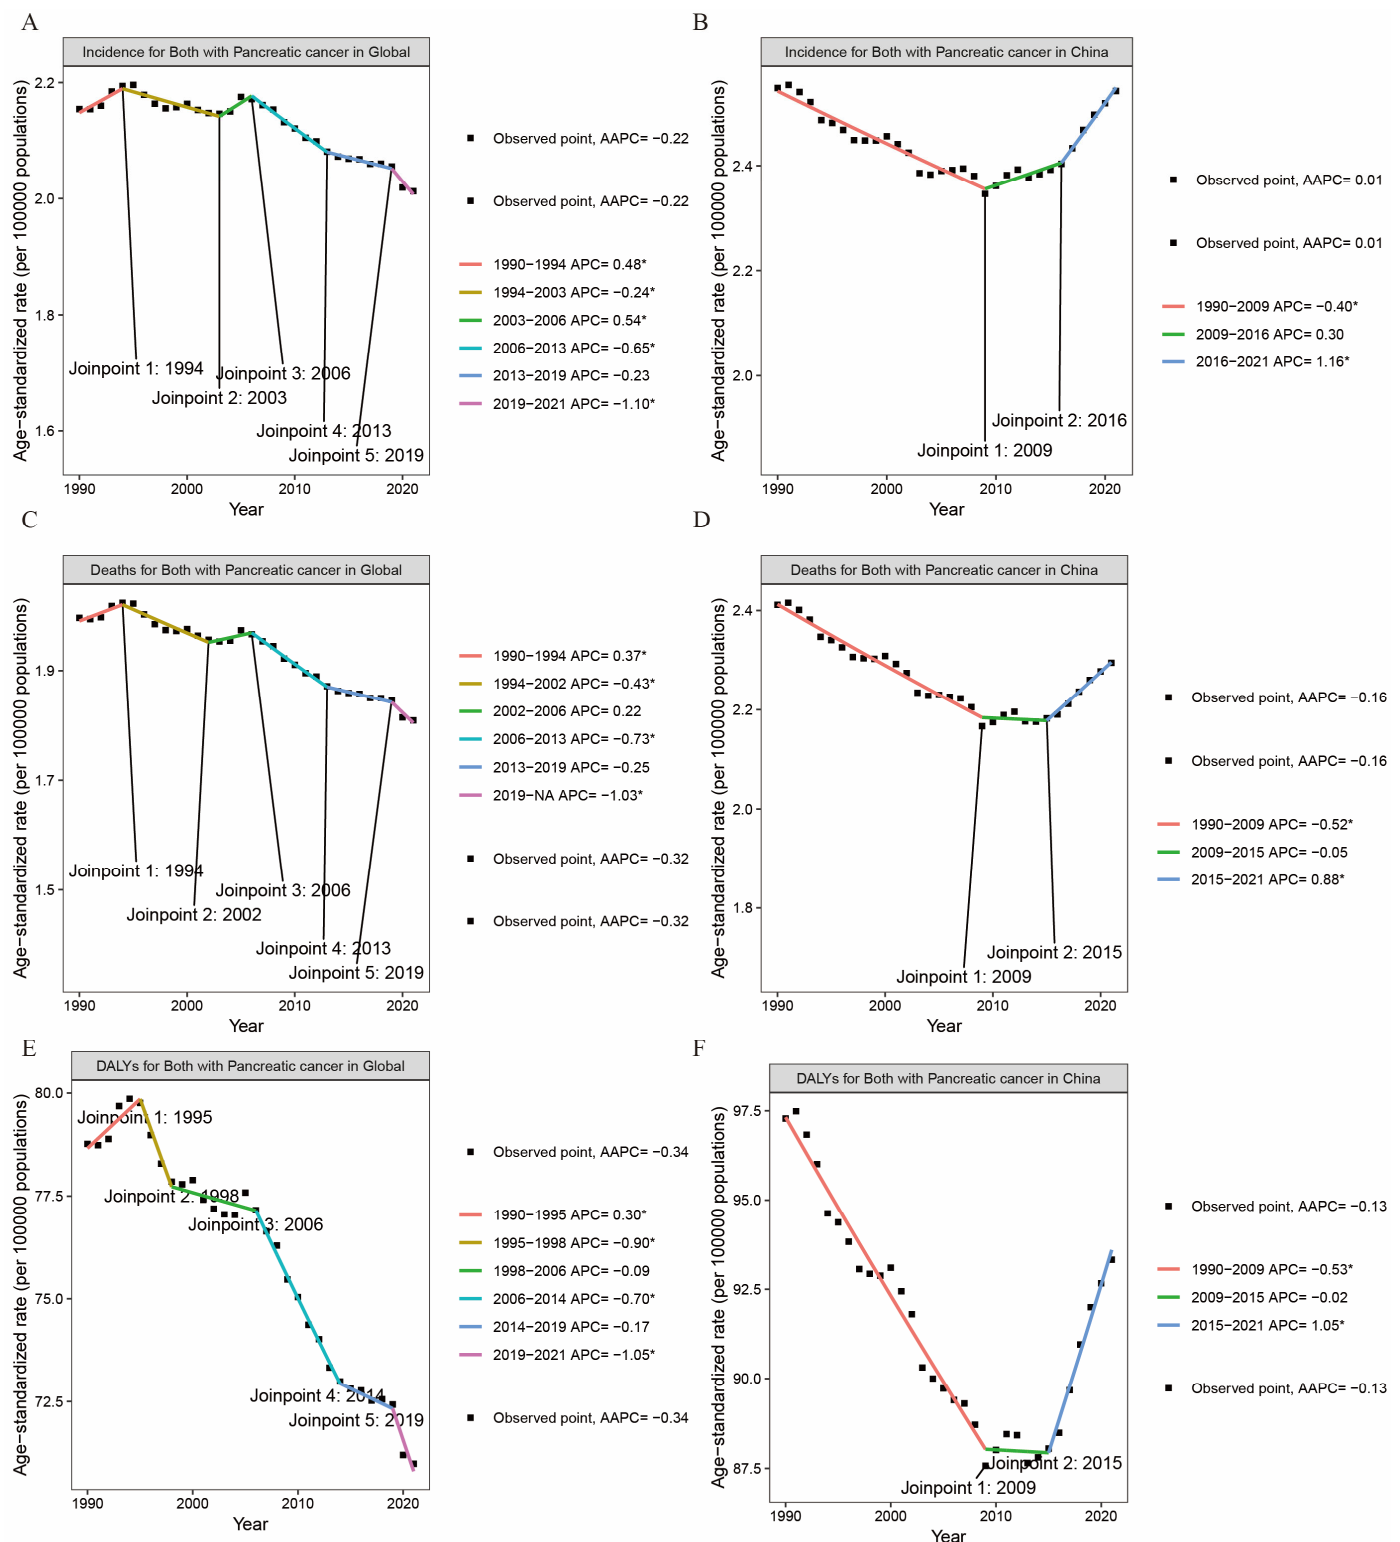 A
Incidence for Both with Pancreatic cancer in Global
Age−standardized rate (per 100000 populations)
2.2
2.0
1.8
1.6
Joinpoint 1: 1994
Joinpoint 3: 2006
Joinpoint 2: 2003
Joinpoint 4: 2013
Joinpoint 5: 2019
1990
2000
2010
2020
Year
Observed point, AAPC= −0.22
Observed point, AAPC= −0.22
1990−1994 APC= 0.48*
1994−2003 APC= −0.24*
2003−2006 APC= 0.54*
2006−2013 APC= −0.65*
2013−2019 APC= −0.23
2019−2021 APC= −1.10*
B
Incidence for Both with Pancreatic cancer in China
Age−standardized rate (per 100000 populations)
2.4
2.2
2.0
Joinpoint 2: 2016
Joinpoint 1: 2009
1990
2000
2010
2020
Year
Observed point, AAPC= 0.01
Observed point, AAPC= 0.01
1990−2009 APC= −0.40*
2009−2016 APC= 0.30
2016−2021 APC= 1.16*
C
Deaths for Both with Pancreatic cancer in Global
Age−standardized rate (per 100000 populations)
1.9
1.7
1.5
Joinpoint 1: 1994
Joinpoint 3: 2006
Joinpoint 2: 2002
Joinpoint 4: 2013
Joinpoint 5: 2019
1990
2000
2010
2020
Year
1990−1994 APC= 0.37*
1994−2002 APC= −0.43*
2002−2006 APC= 0.22
2006−2013 APC= −0.73*
2013−2019 APC= −0.25
2019−NA APC= −1.03*
Observed point, AAPC= −0.32
Observed point, AAPC= −0.32
D
Deaths for Both with Pancreatic cancer in China
Age−standardized rate (per 100000 populations)
2.4
2.2
2.0
1.8
Joinpoint 2: 2015
Joinpoint 1: 2009
1990
2000
2010
2020
Year
Observed point, AAPC= −0.16
Observed point, AAPC= −0.16
1990−2009 APC= −0.52*
2009−2015 APC= −0.05
2015−2021 APC= 0.88*
E
DALYs for Both with Pancreatic cancer in Global
Age−standardized rate (per 100000 populations)
80.0
77.5
75.0
72.5
Joinpoint 1: 1995
Joinpoint 2: 1998
Joinpoint 3: 2006
Joinpoint 4: 2014
Joinpoint 5: 2019
1990
2000
2010
2020
Year
Observed point, AAPC= −0.34
1990−1995 APC= 0.30*
1995−1998 APC= −0.90*
1998−2006 APC= −0.09
2006−2014 APC= −0.70*
2014−2019 APC= −0.17
2019−2021 APC= −1.05*
Observed point, AAPC= −0.34
F
DALYs for Both with Pancreatic cancer in China
Age−standardized rate (per 100000 populations)
97.5
95.0
92.5
90.0
87.5
Joinpoint 2: 2015
Joinpoint 1: 2009
1990
2000
2010
2020
Year
Observed point, AAPC= −0.13
1990−2009 APC= −0.53*
2009−2015 APC= −0.02
2015−2021 APC= 1.05*
Observed point, AAPC= −0.13